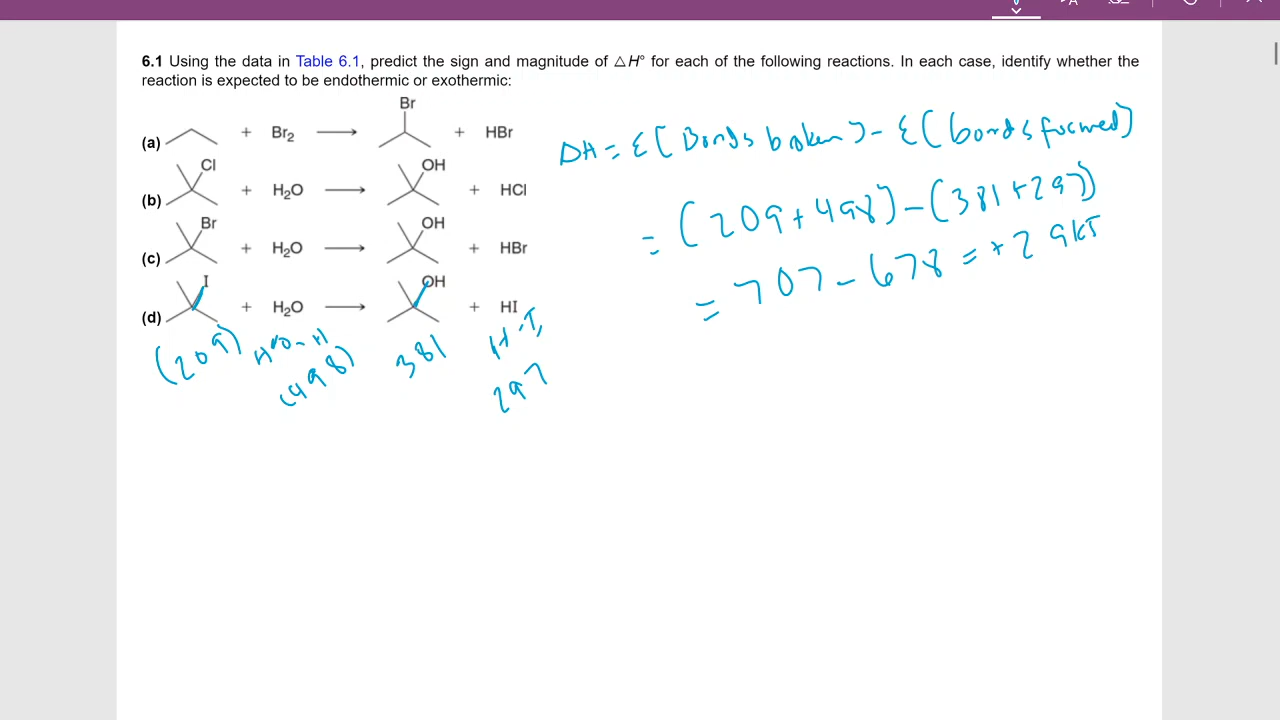 6.1 Using the data in Table 6.1, predict the sign and magnitude of △H° for each of the following reactions. In each case, identify whether the
reaction is expected to be endothermic or exothermic:
(a) + Br₂ ⟶ Br + HBr
(b) Cl + H₂O ⟶ OH + HCl
(c) Br + H₂O ⟶ OH + HBr
(d) I + H₂O ⟶ OH + HI
(209) H-O-H 381 H-I
(498) 297
ΔH = Σ(Bonds broken) - Σ(bonds formed)
= (209+498)-(381+297)
= 707-678 = +29kJ